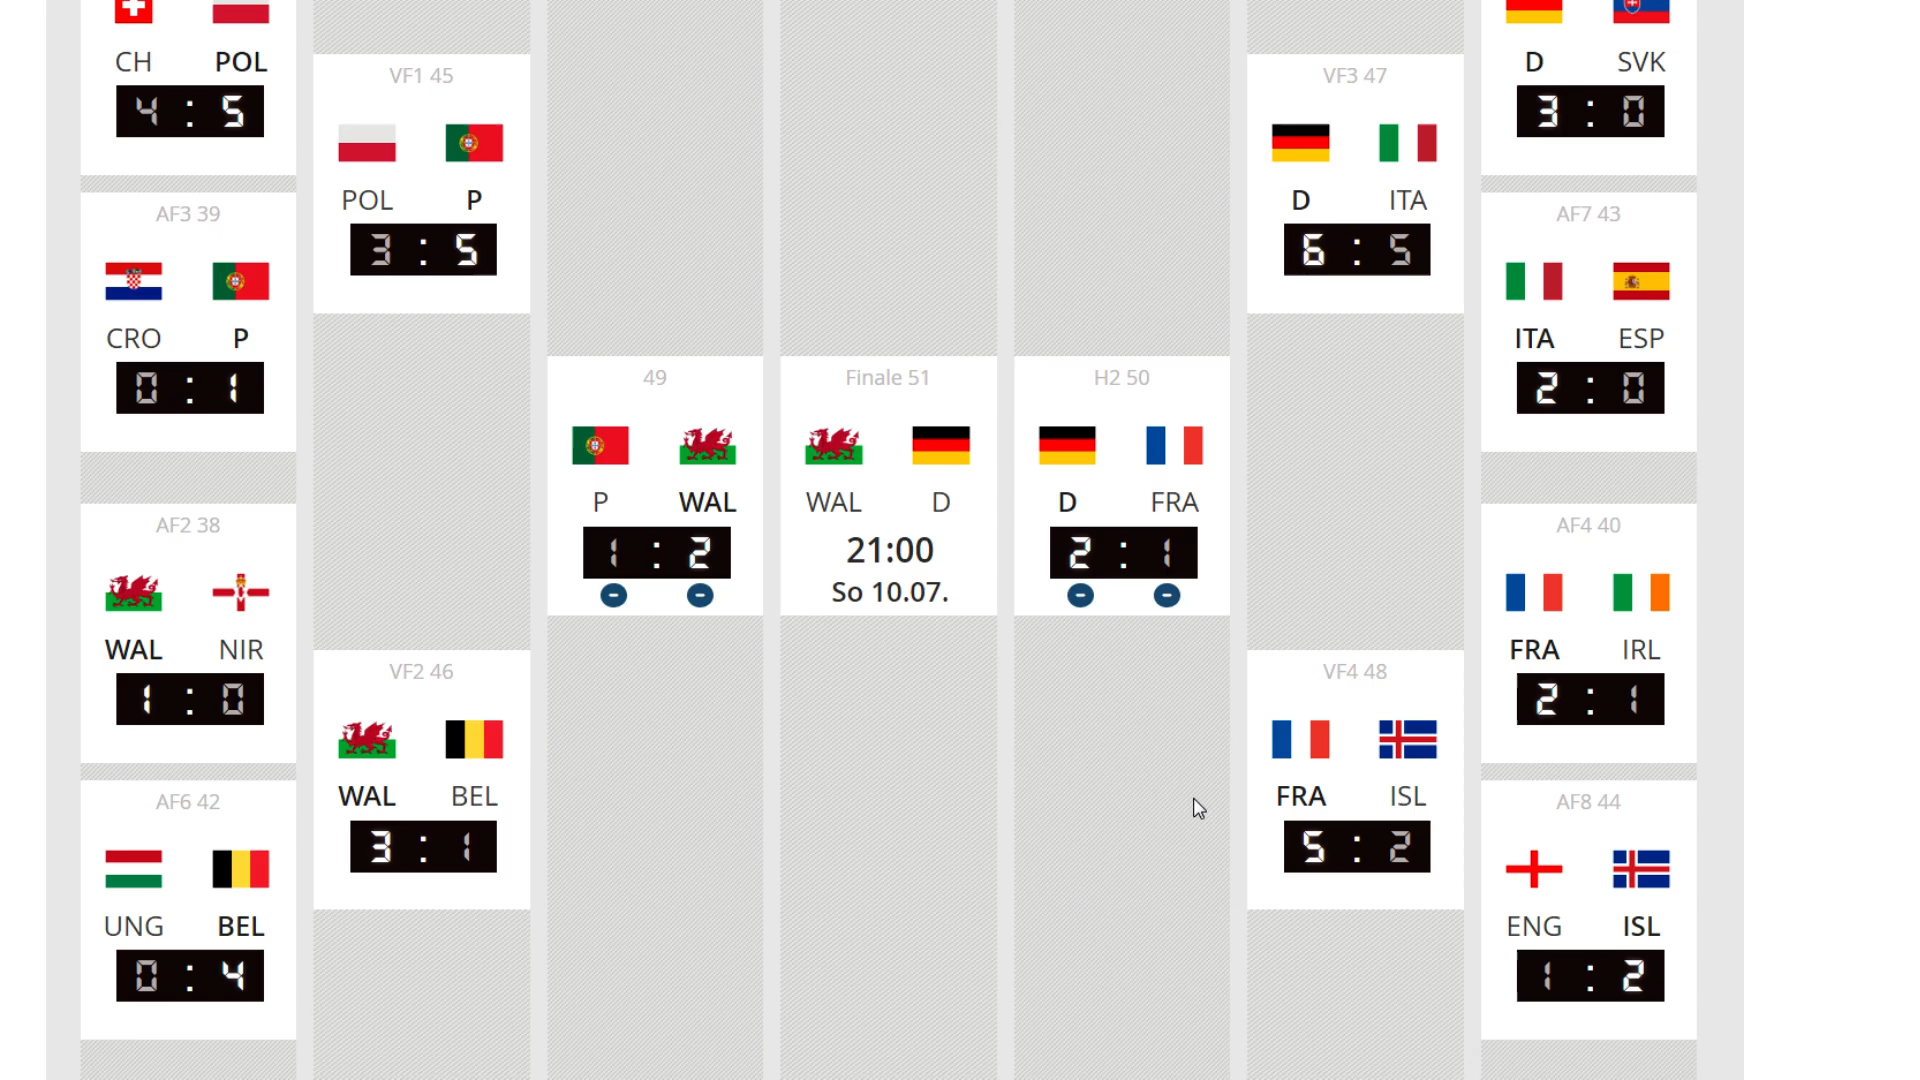 CH POL
4 : 5
AF3 39
CRO P
0 : 1
AF2 38
WAL NIR
1 : 0
AF6 42
UNG BEL
0 : 4
VF1 45
POL P
3 : 5
VF2 46
WAL BEL
3 : 1
49
P WAL
1 : 2
Finale 51
WAL D
21:00
So 10.07.
H2 50
D FRA
2 : 1
VF3 47
D ITA
6 : 5
VF4 48
FRA ISL
5 : 2
D SVK
3 : 0
AF7 43
ITA ESP
2 : 0
AF4 40
FRA IRL
2 : 1
AF8 44
ENG ISL
1 : 2